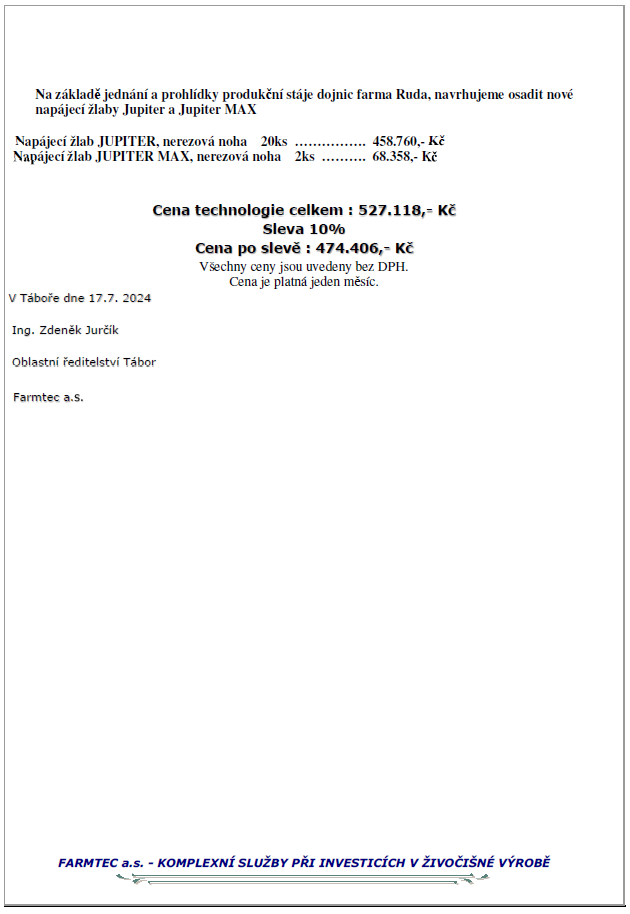 Na základě jednání a prohlídky produkční stáje dojnic farma Ruda, navrhujeme osadit nové
napájecí žlaby Jupiter a Jupiter MAX
Napájecí žlab JUPITER, nerezová noha 20ks ……………. 458.760,- Kč
Napájecí žlab JUPITER MAX, nerezová noha 2ks ………. 68.358,- Kč
Cena technologie celkem : 527.118,- Kč
Sleva 10%
Cena po slevě : 474.406,- Kč
Všechny ceny jsou uvedeny bez DPH.
Cena je platná jeden měsíc.
V Táboře dne 17.7. 2024
Ing. Zdeněk Jurčík
Oblastní ředitelství Tábor
Farmtec a.s.
FARMTEC a.s. - KOMPLEXNÍ SLUŽBY PŘI INVESTICÍCH V ŽIVOČIŠNÉ VÝROBĚ